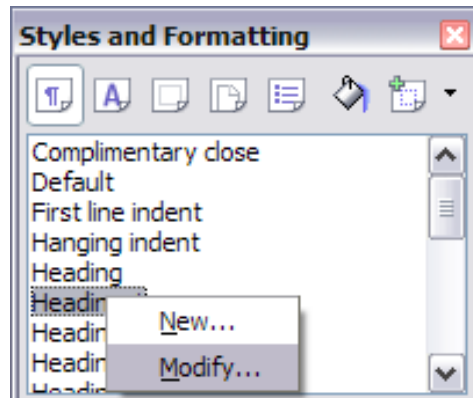 Styles and Formatting
Complimentary close
Default
First line indent
Hanging indent
Heading
New...
Modify...